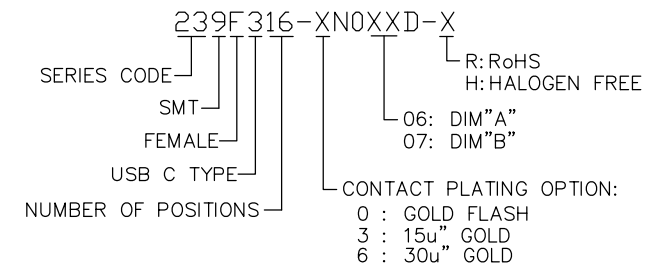 239F316-XN0XXD-X
SERIES CODE
R:RoHS
H:HALOGEN FREE
SMT
06: DIM"A"
FEMALE
07: DIM"B"
USB C TYPE
CONTACT PLATING OPTION:
NUMBER OF POSITIONS
0 : GOLD FLASH
3 : 15u" GOLD
6 : 30u" GOLD